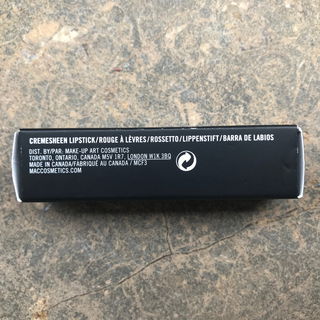 CREMESHEEN LIPSTICK/ROUGE À LÈVRES/ROSSETTO/LIPPENSTIFT/BARRA DE LABIOS
DIST. BY/PAR: MAKE-UP ART COSMETICS
TORONTO, ONTARIO, CANADA M5V 1R7, LONDON W1K 3BQ
MADE IN CANADA/FABRIQUÉ AU CANADA / MCF3
MACCOSMETICS.COM